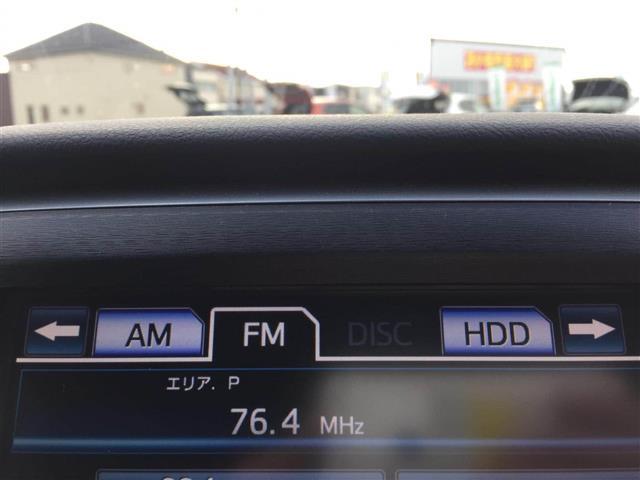 AM FM DISC HDD
エリア. P
76.4 MHz